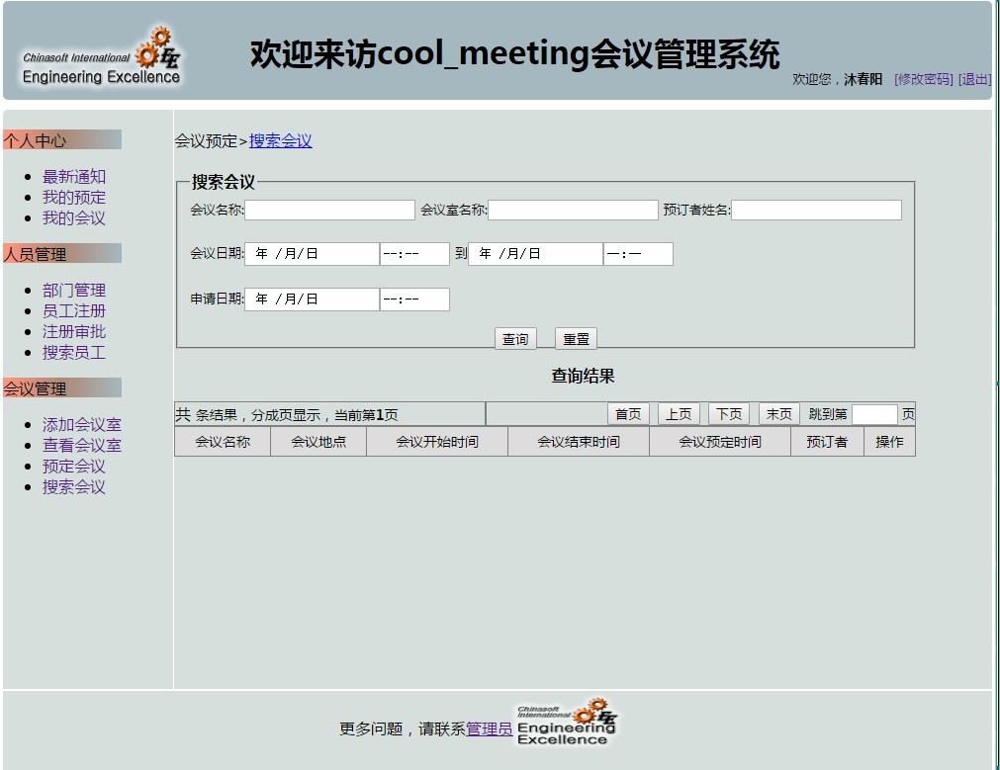 Chinasoft International
Engineering Excellence
欢迎来访cool_meeting会议管理系统
欢迎您，沐春阳 [修改密码] [退出]
个人中心
最新通知
我的预定
我的会议
人员管理
部门管理
员工注册
注册审批
搜索员工
会议管理
添加会议室
查看会议室
预定会议
搜索会议
会议预定>搜索会议
搜索会议
会议名称: 会议室名称: 预订者姓名:
会议日期: 年 /月/日 --:-- 到 年 /月/日 --:--
申请日期: 年 /月/日 --:--
查询 重置
查询结果
共 条结果，分成页显示，当前第1页 首页 上页 下页 末页 跳到第 页
会议名称 会议地点 会议开始时间 会议结束时间 会议预定时间 预订者 操作
更多问题，请联系管理员
Chinasoft
International
Engineering
Excellence